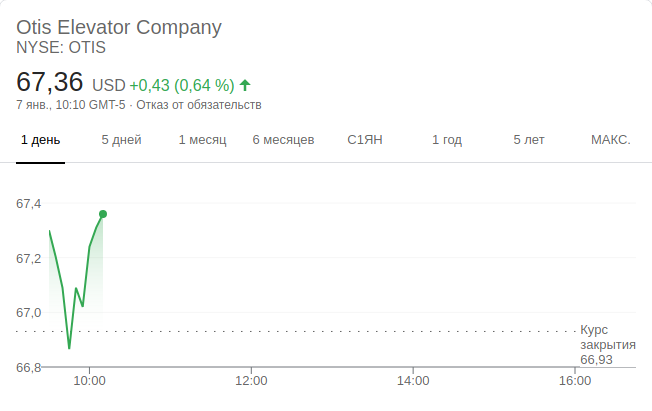 Otis Elevator Company
NYSE: OTIS
67,36 USD +0,43 (0,64 %)
7 янв., 10:10 GMT-5 · Отказ от обязательств
1 день 5 дней 1 месяц 6 месяцев С1ЯН 1 год 5 лет МАКС.
67,4
67,2
67,0
Курс
закрытия
66,93
66,8
10:00 12:00 14:00 16:00